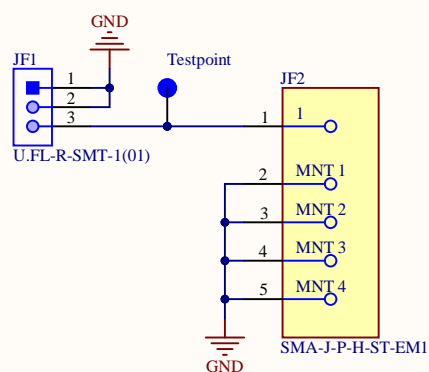 GND
JF1
Testpoint
1
2
3
U.FL-R-SMT-1(01)
JF2
1 1
2 MNT 1
3 MNT 2
4 MNT 3
5 MNT 4
GND
SMA-J-P-H-ST-EM1